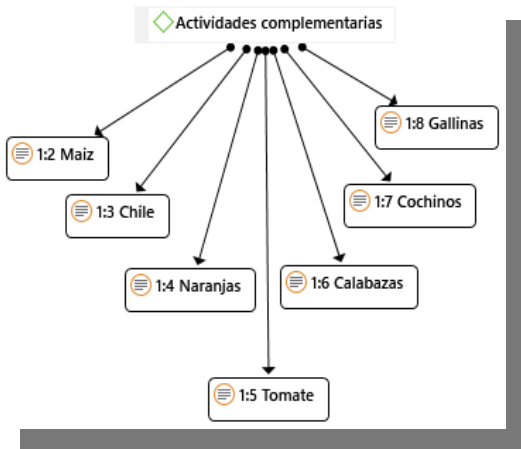 Actividades complementarias
1:8 Gallinas
1:2 Maiz
1:7 Cochinos
1:3 Chile
1:6 Calabazas
1:4 Naranjas
1:5 Tomate